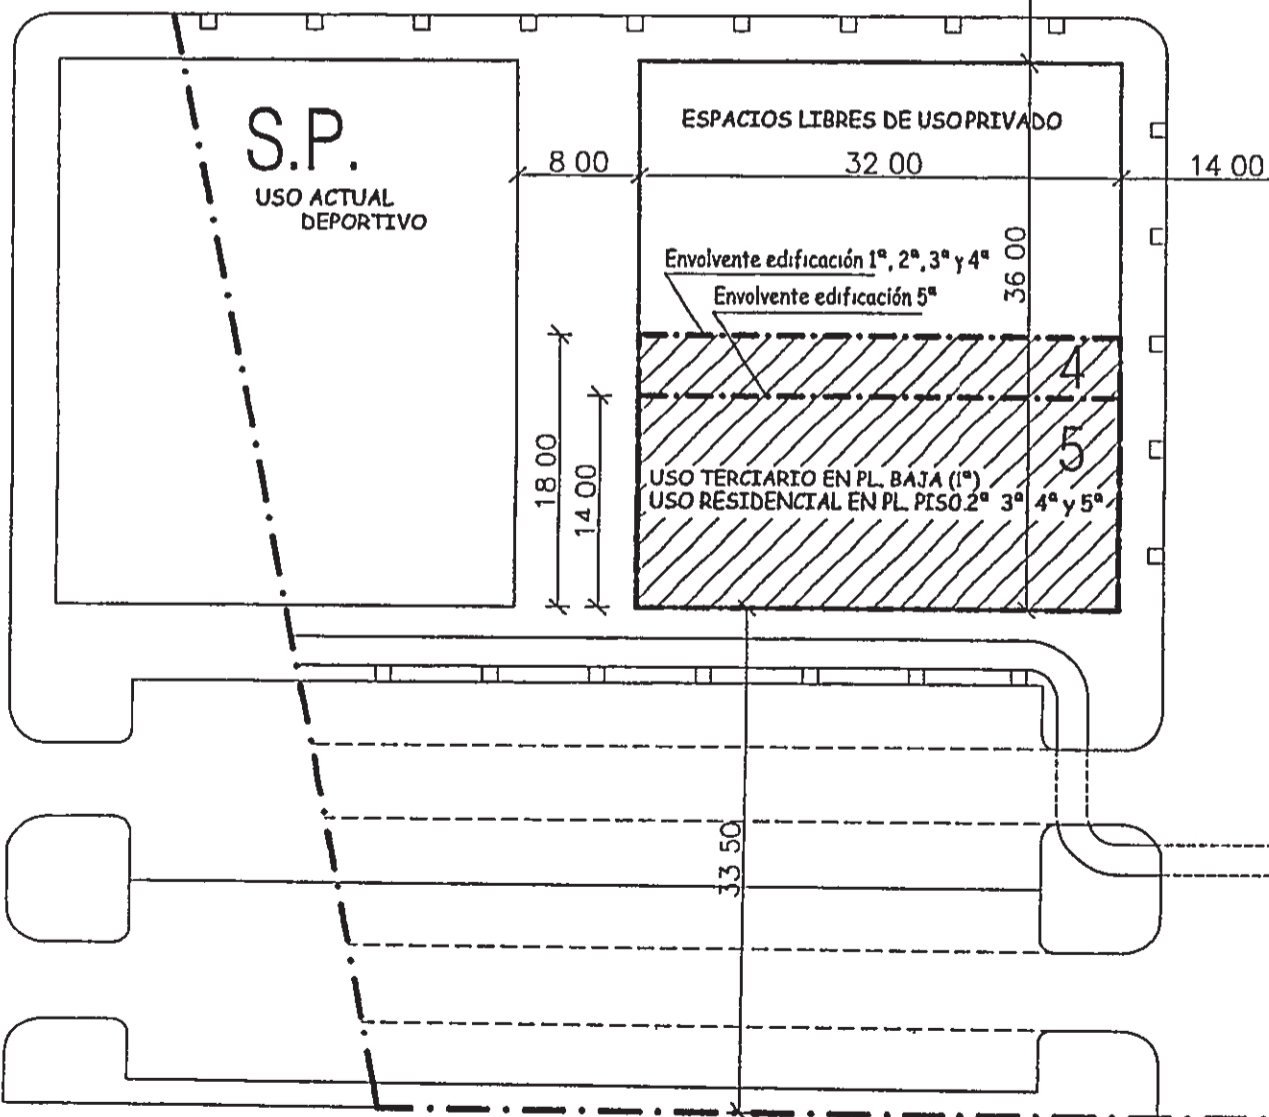 S.P.
USO ACTUAL
DEPORTIVO
ESPACIOS LIBRES DE USO PRIVADO
8 00
32 00
14 00
36 00
Envolvente edificación 1ª, 2ª, 3ª y 4ª
Envolvente edificación 5ª
4
5
18 00
14 00
USO TERCIARIO EN PL. BAJA (1ª)
USO RESIDENCIAL EN PL. PISO 2ª 3ª 4ª y 5ª
33 50